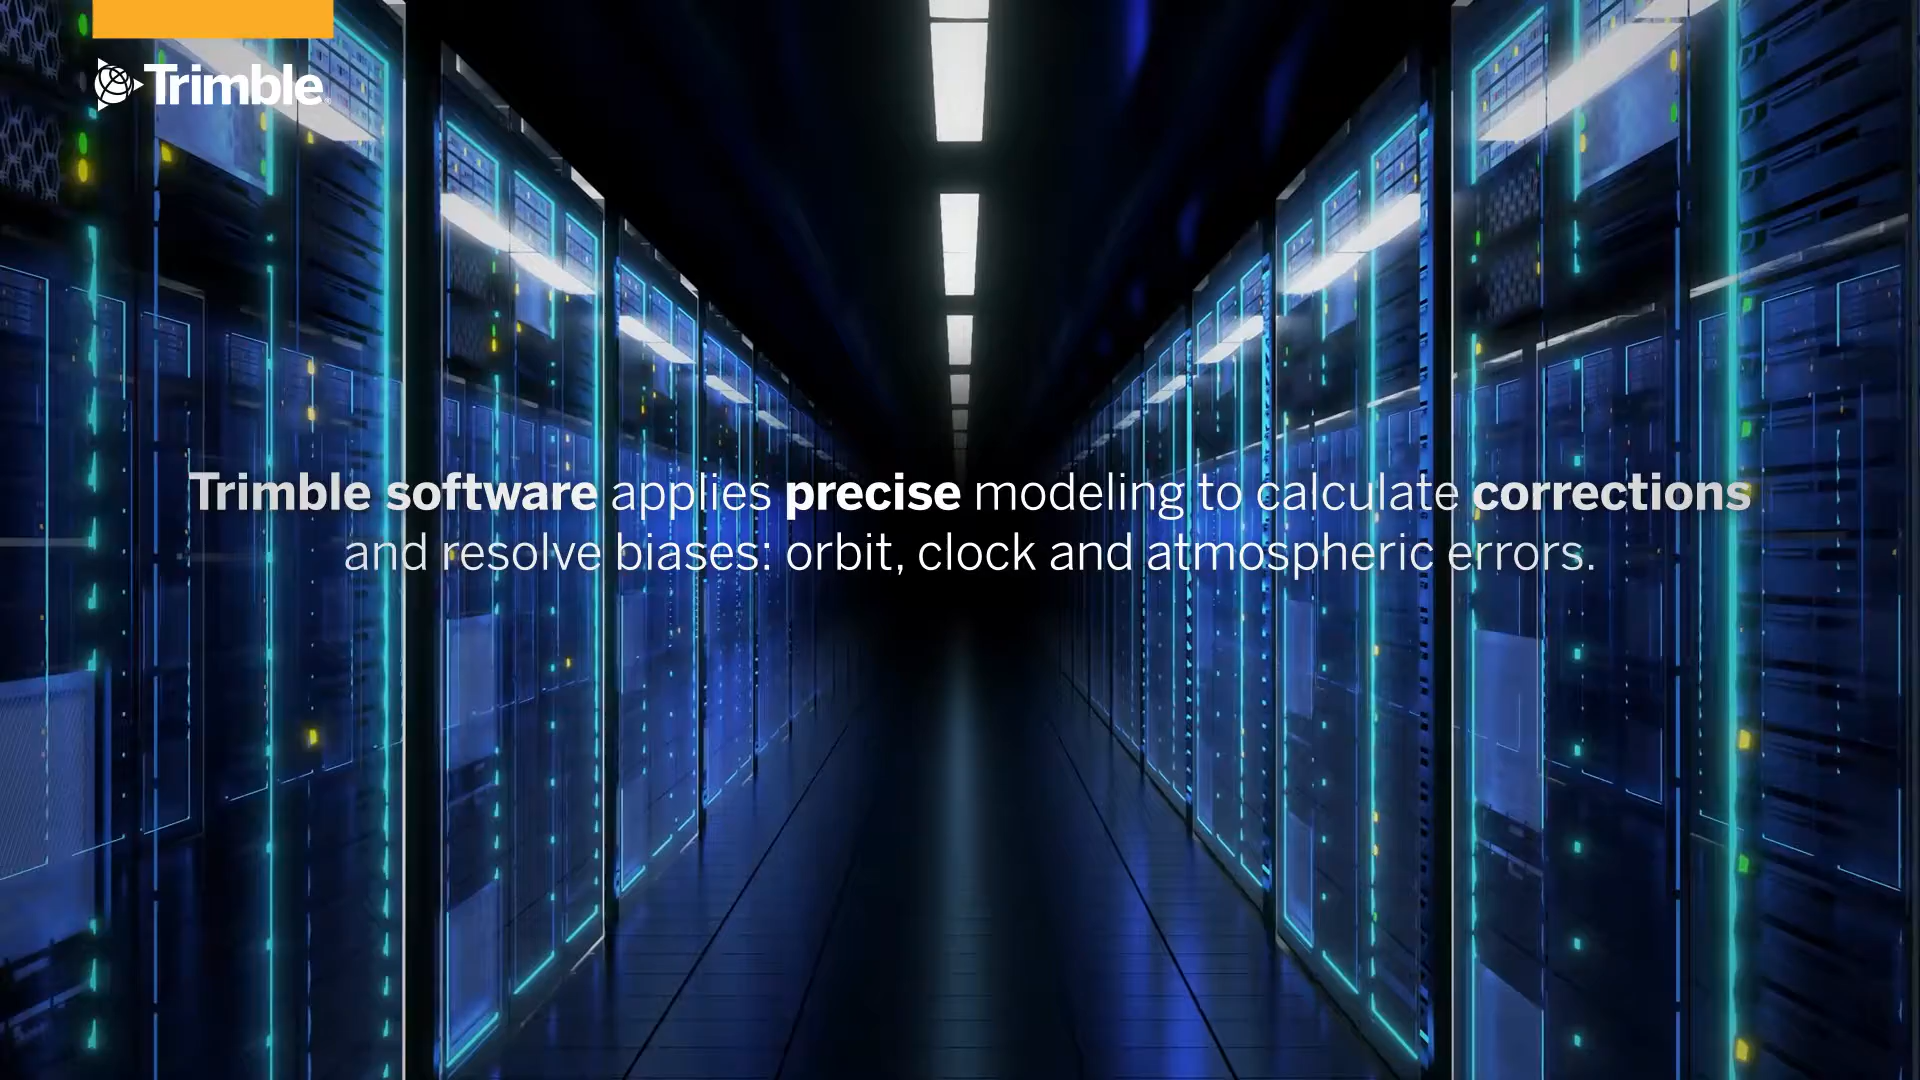 Trimble
Trimble software applies precise modeling to calculate corrections
and resolve biases: orbit, clock and atmospheric errors.